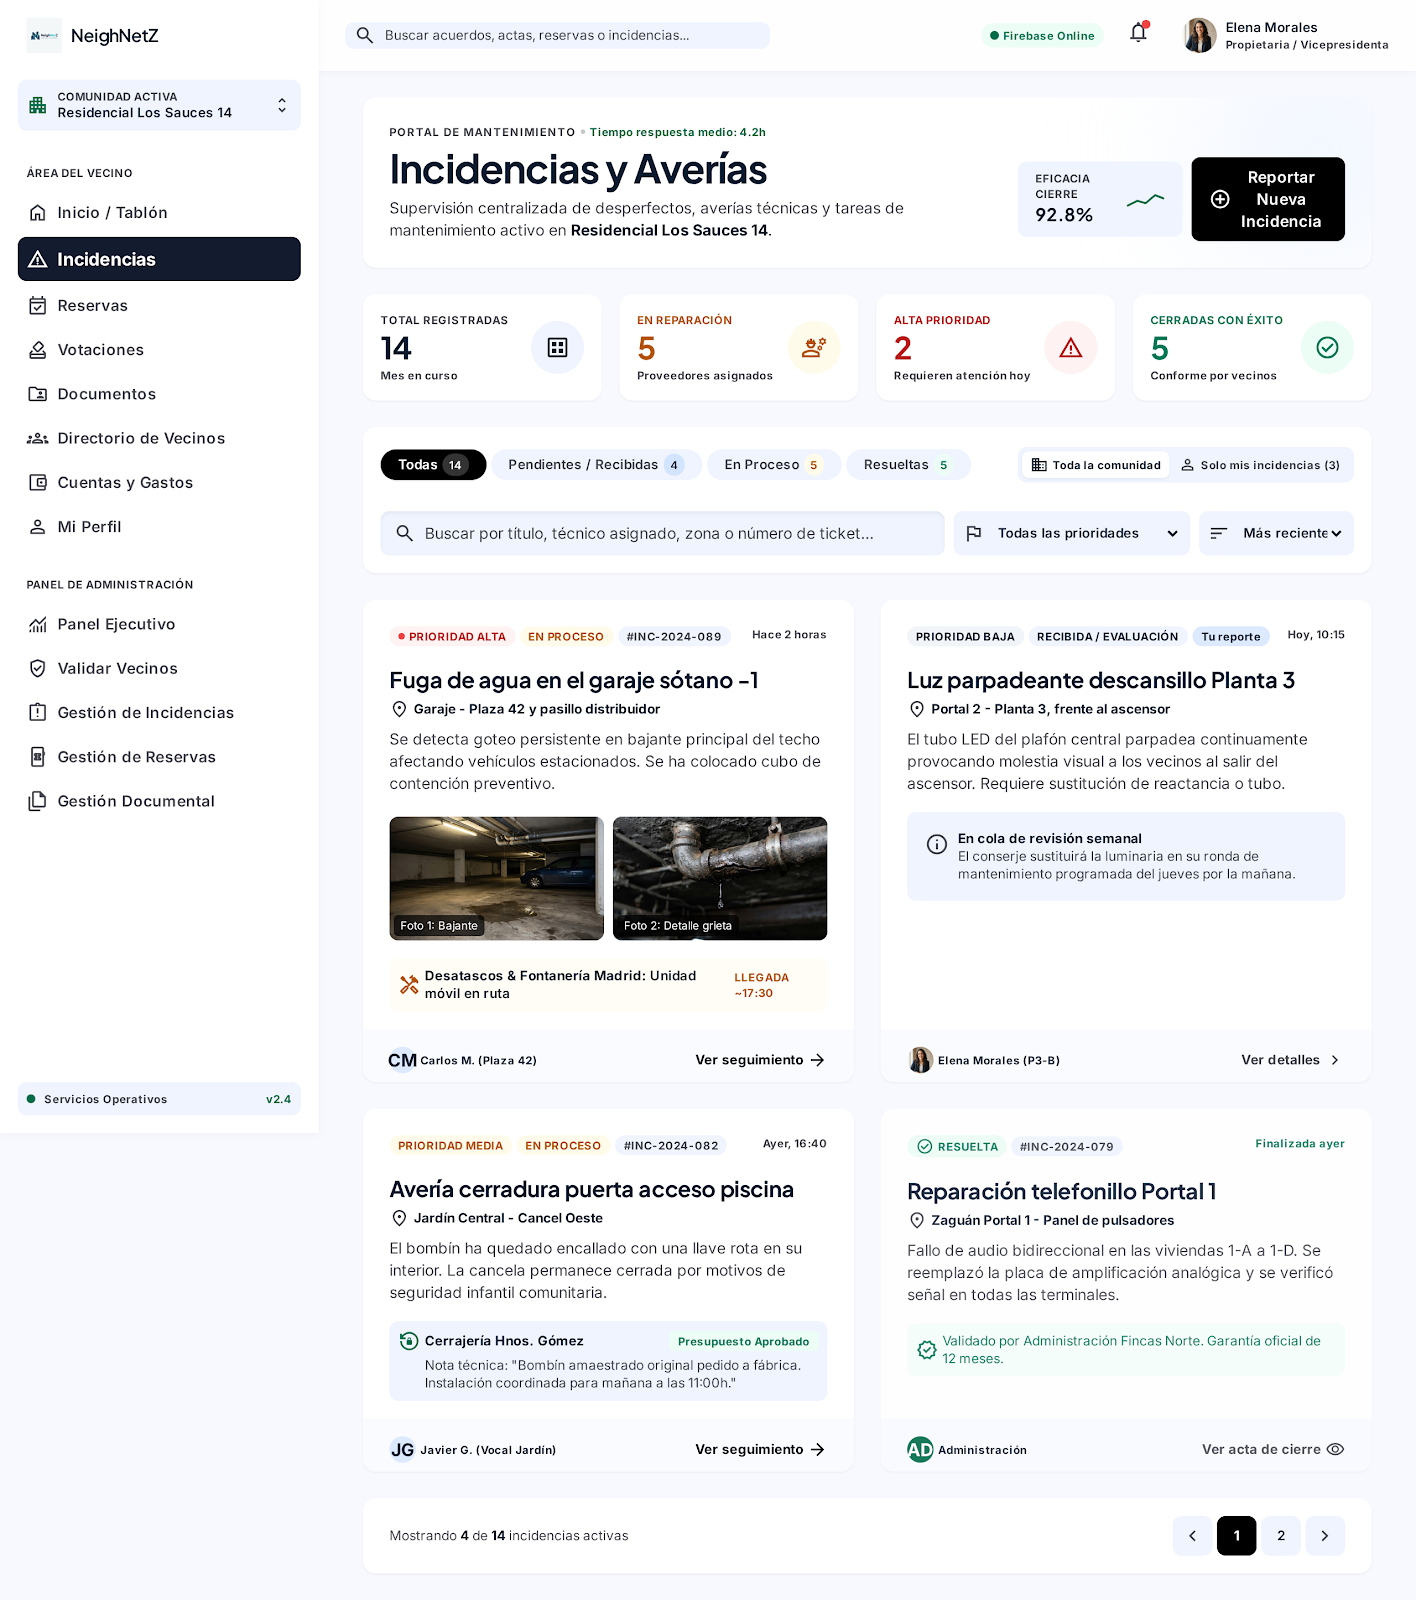 NeighNetZ
COMUNIDAD ACTIVA
Residencial Los Sauces 14
ÁREA DEL VECINO
Inicio / Tablón
Incidencias
Reservas
Votaciones
Documentos
Directorio de Vecinos
Cuentas y Gastos
Mi Perfil
PANEL DE ADMINISTRACIÓN
Panel Ejecutivo
Validar Vecinos
Gestión de Incidencias
Gestión de Reservas
Gestión Documental
Servicios Operativos
v2.4
Buscar acuerdos, actas, reservas o incidencias...
Firebase Online
Elena Morales
Propietaria / Vicepresidenta
PORTAL DE MANTENIMIENTO • Tiempo respuesta medio: 4.2h
Incidencias y Averías
Supervisión centralizada de desperfectos, averías técnicas y tareas de
mantenimiento activo en Residencial Los Sauces 14.
EFICACIA
CIERRE
92.8%
Reportar
Nueva
Incidencia
TOTAL REGISTRADAS
14
Mes en curso
EN REPARACIÓN
5
Proveedores asignados
ALTA PRIORIDAD
2
Requieren atención hoy
CERRADAS CON ÉXITO
5
Conforme por vecinos
Todas 14
Pendientes / Recibidas 4
En Proceso 5
Resueltas 5
Toda la comunidad
Solo mis incidencias (3)
Buscar por título, técnico asignado, zona o número de ticket...
Todas las prioridades
Más reciente
PRIORIDAD ALTA
EN PROCESO
#INC-2024-089
Hace 2 horas
Fuga de agua en el garaje sótano -1
Garaje - Plaza 42 y pasillo distribuidor
Se detecta goteo persistente en bajante principal del techo
afectando vehículos estacionados. Se ha colocado cubo de
contención preventivo.
Foto 1: Bajante
Foto 2: Detalle grieta
Desatascos & Fontanería Madrid: Unidad
móvil en ruta
LLEGADA
~17:30
CM Carlos M. (Plaza 42)
Ver seguimiento
PRIORIDAD BAJA
RECIBIDA / EVALUACIÓN
Tu reporte
Hoy, 10:15
Luz parpadeante descansillo Planta 3
Portal 2 - Planta 3, frente al ascensor
El tubo LED del plafón central parpadea continuamente
provocando molestia visual a los vecinos al salir del
ascensor. Requiere sustitución de reactancia o tubo.
En cola de revisión semanal
El conserje sustituirá la luminaria en su ronda de
mantenimiento programada del jueves por la mañana.
Elena Morales (P3-B)
Ver detalles
PRIORIDAD MEDIA
EN PROCESO
#INC-2024-082
Ayer, 16:40
Avería cerradura puerta acceso piscina
Jardín Central - Cancel Oeste
El bombín ha quedado encallado con una llave rota en su
interior. La cancela permanece cerrada por motivos de
seguridad infantil comunitaria.
Cerrajería Hnos. Gómez
Presupuesto Aprobado
Nota técnica: "Bombín amaestrado original pedido a fábrica.
Instalación coordinada para mañana a las 11:00h."
JG Javier G. (Vocal Jardín)
Ver seguimiento
RESUELTA
#INC-2024-079
Finalizada ayer
Reparación telefonillo Portal 1
Zaguán Portal 1 - Panel de pulsadores
Fallo de audio bidireccional en las viviendas 1-A a 1-D. Se
reemplazó la placa de amplificación analógica y se verificó
señal en todas las terminales.
Validado por Administración Fincas Norte. Garantía oficial de
12 meses.
AD Administración
Ver acta de cierre
Mostrando 4 de 14 incidencias activas
1
2